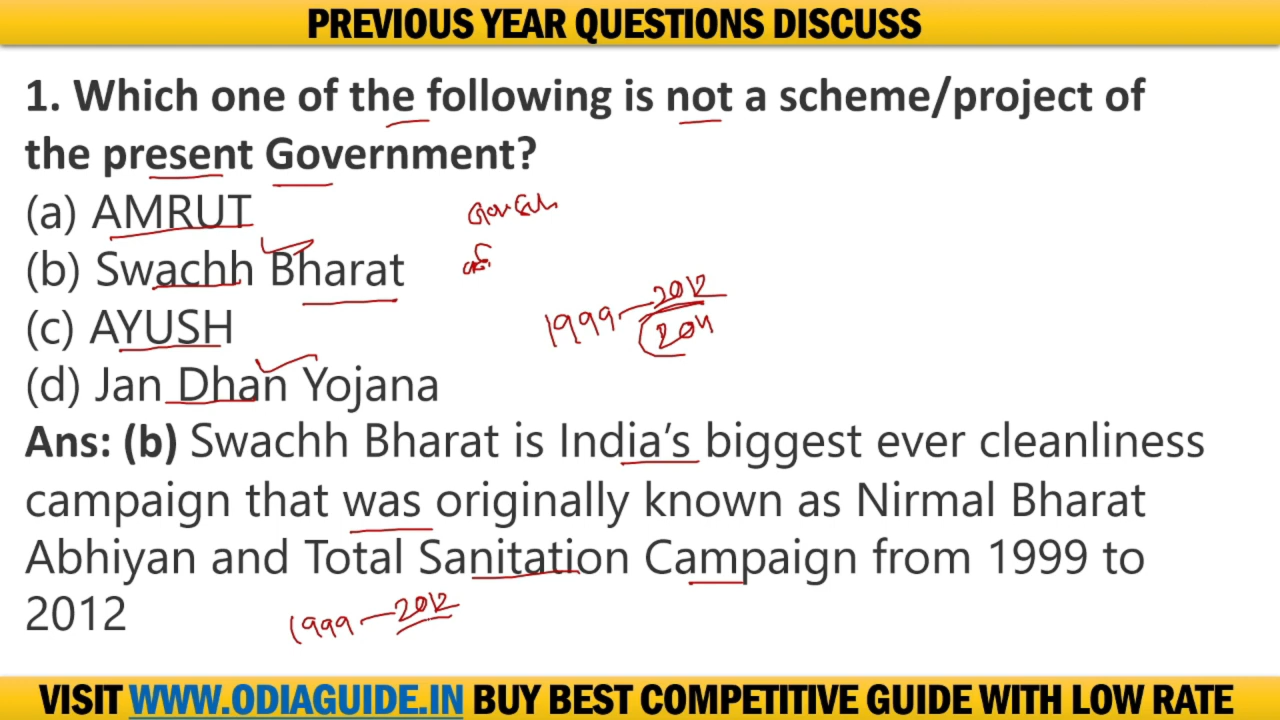 PREVIOUS YEAR QUESTIONS DISCUSS
1. Which one of the following is not a scheme/project of
the present Government?
(a) AMRUT
(b) Swachh Bharat
(c) AYUSH
1999 – 2012
(d) Jan Dhan Yojana
Ans: (b) Swachh Bharat is India's biggest ever cleanliness
campaign that was originally known as Nirmal Bharat
Abhiyan and Total Sanitation Campaign from 1999 to
2012
1999 – 2012
VISIT WWW.ODIAGUIDE.IN BUY BEST COMPETITIVE GUIDE WITH LOW RATE